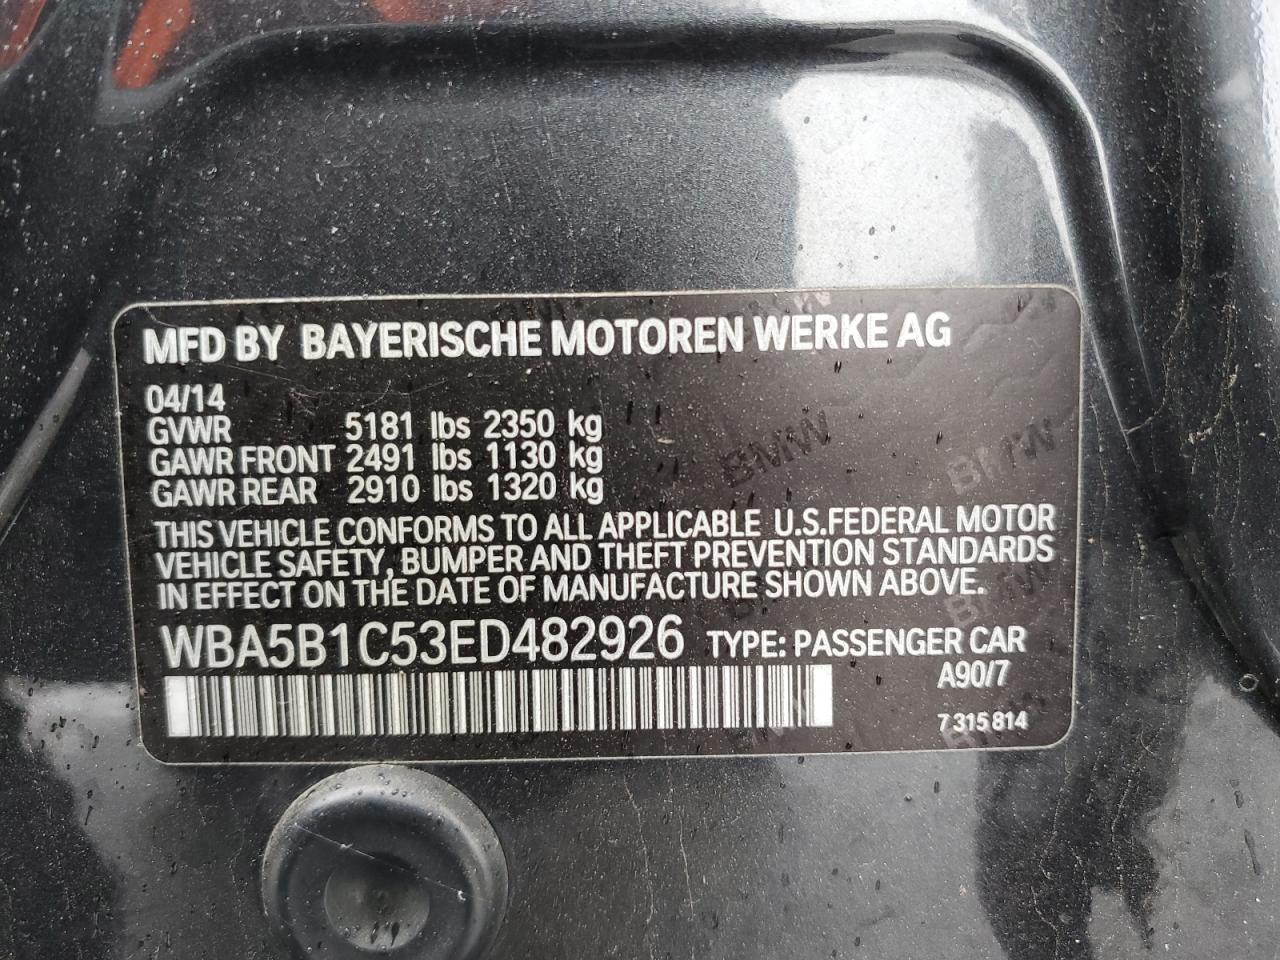 MFD BY BAYERISCHE MOTOREN WERKE AG
04/14
GVWR 5181 lbs 2350 kg
GAWR FRONT 2491 lbs 1130 kg
GAWR REAR 2910 lbs 1320 kg
THIS VEHICLE CONFORMS TO ALL APPLICABLE U.S.FEDERAL MOTOR
VEHICLE SAFETY, BUMPER AND THEFT PREVENTION STANDARDS
IN EFFECT ON THE DATE OF MANUFACTURE SHOWN ABOVE.
WBA5B1C53ED482926 TYPE: PASSENGER CAR
A90/7
7 315 814
BMW
BMW